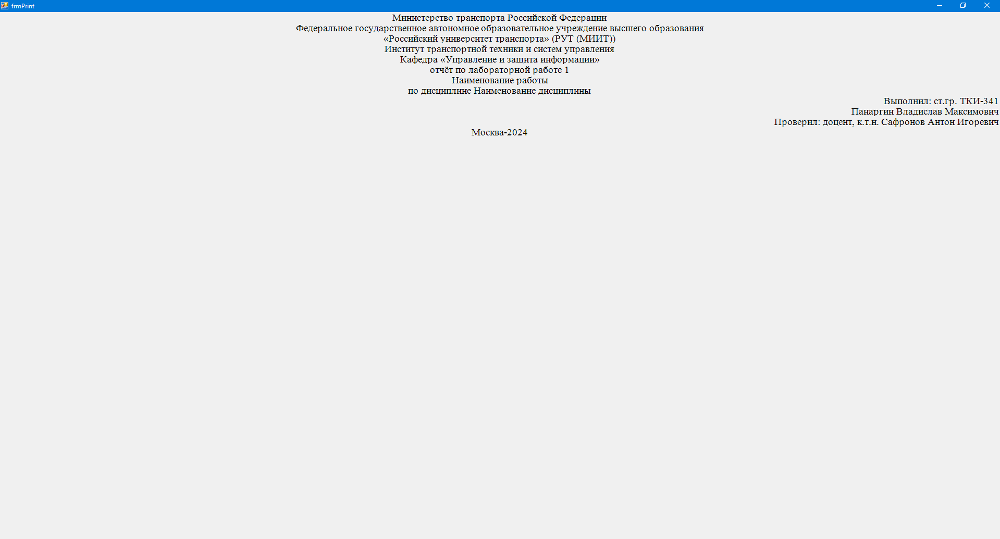 frmPrint
Министерство транспорта Российской Федерации
Федеральное государственное автономное образовательное учреждение высшего образования
«Российский университет транспорта» (РУТ (МИИТ))
Институт транспортной техники и систем управления
Кафедра «Управление и защита информации»
отчёт по лабораторной работе 1
Наименование работы
по дисциплине Наименование дисциплины
Выполнил: ст.гр. ТКИ-341
Панаргин Владислав Максимович
Проверил: доцент, к.т.н. Сафронов Антон Игоревич
Москва-2024